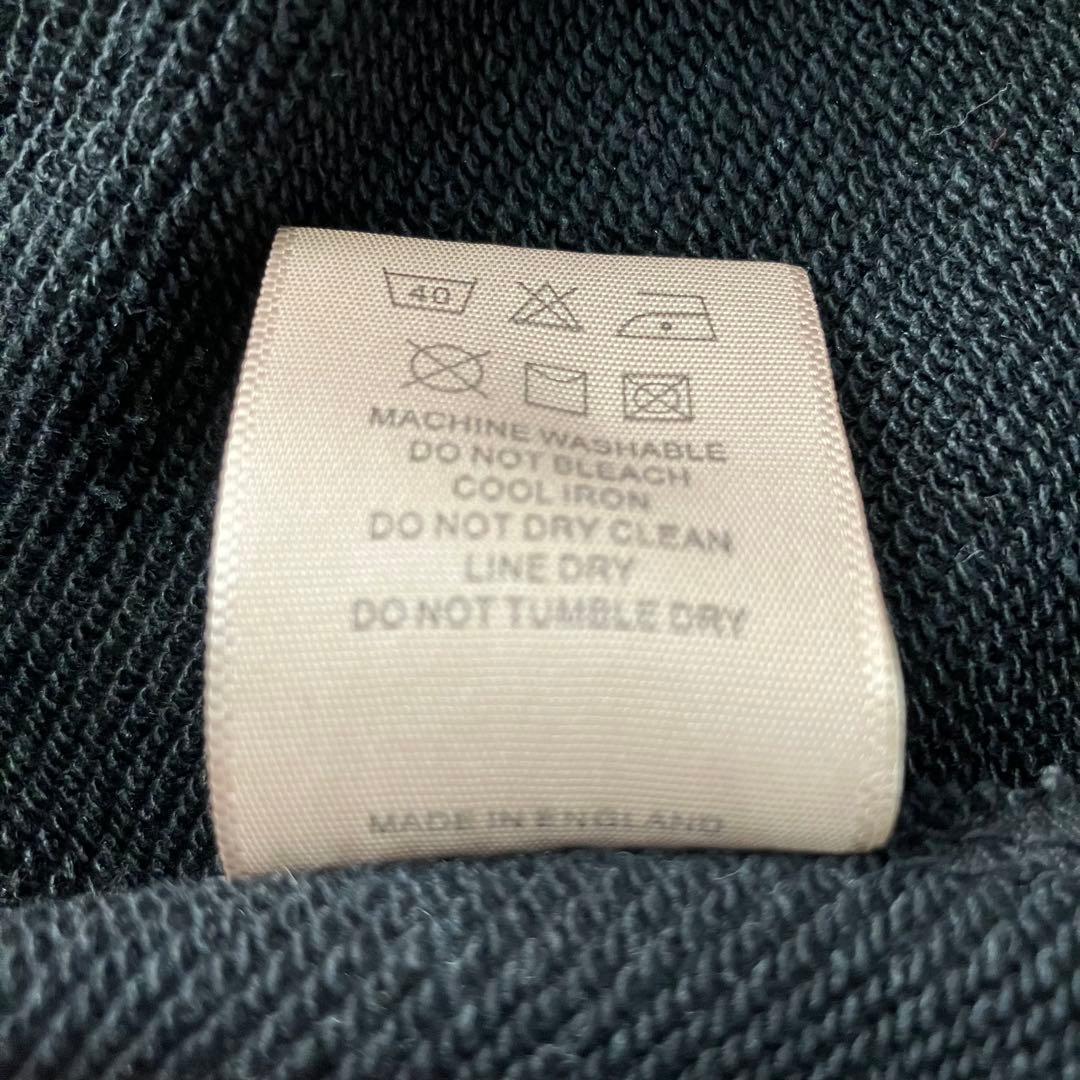 40
MACHINE WASHABLE
DO NOT BLEACH
COOL IRON
DO NOT DRY CLEAN
LINE DRY
DO NOT TUMBLE DRY
MADE IN ENGLAND